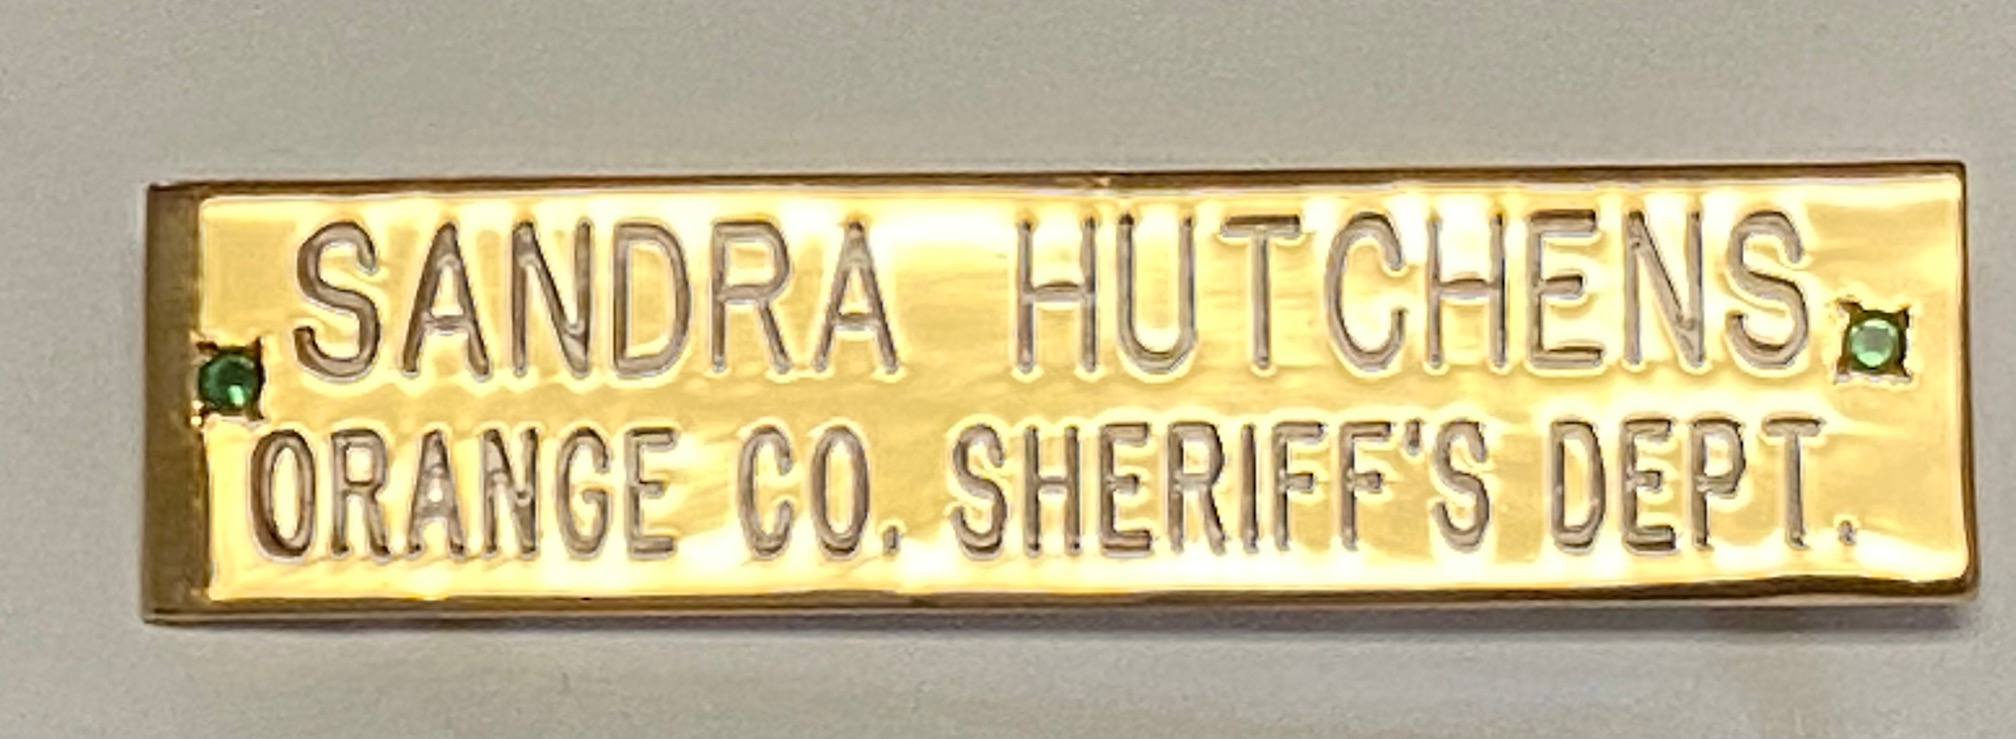 SANDRA HUTCHENS
ORANGE CO. SHERIFF'S DEPT.